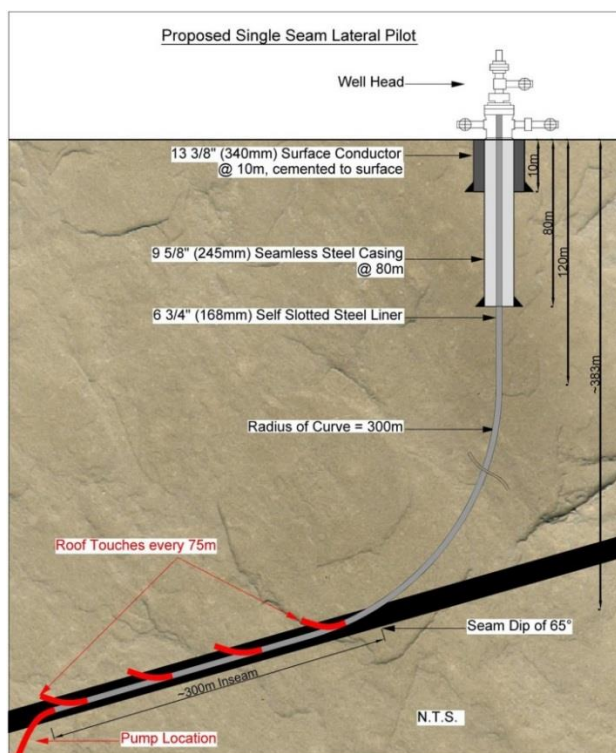 Proposed Single Seam Lateral Pilot
Well Head
13 3/8" (340mm) Surface Conductor
@ 10m, cemented to surface
10m
80m
120m
~383m
9 5/8" (245mm) Seamless Steel Casing
@ 80m
6 3/4" (168mm) Self Slotted Steel Liner
Radius of Curve = 300m
Roof Touches every 75m
Seam Dip of 65°
~300m Inseam
Pump Location
N.T.S.